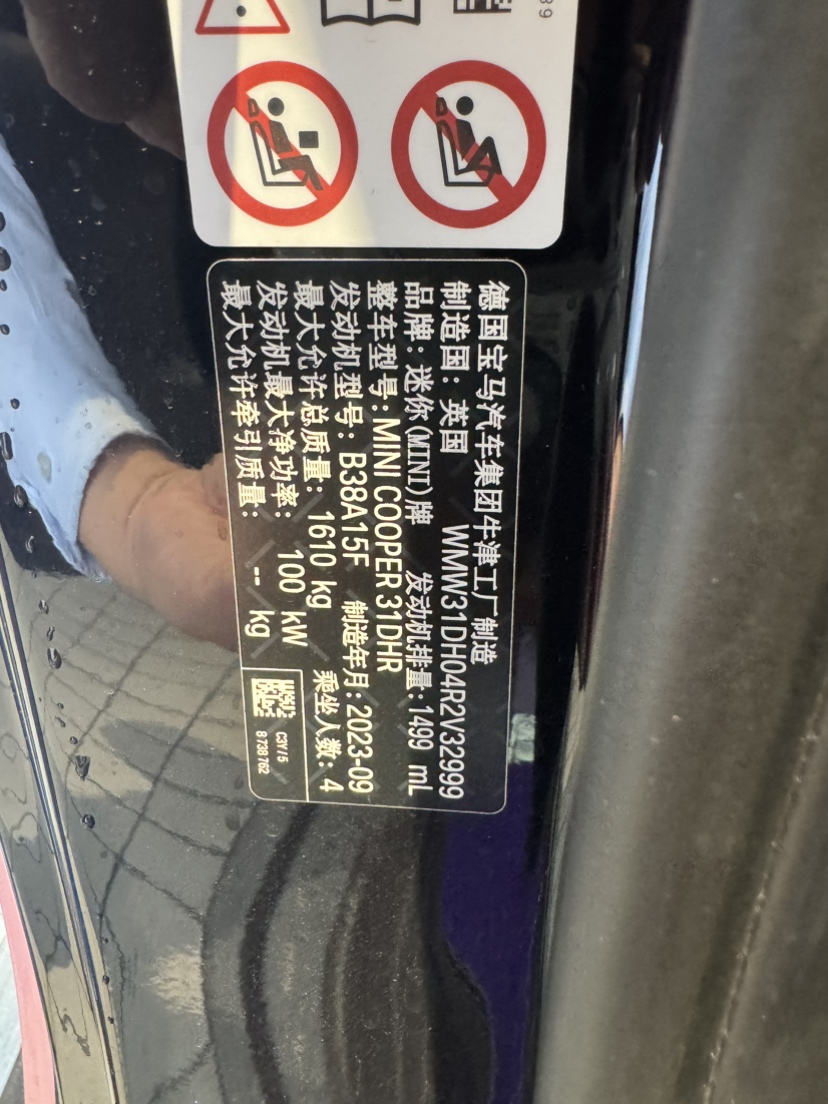 89
德国宝马汽车集团牛津工厂制造
制造国: 英国 WMW31DH04R2V32999
品牌: 迷你(MINI)牌 发动机排量: 1499 mL
整车型号: MINI COOPER 31DHR
发动机型号: B38A15F 制造年月: 2023-09
最大允许总质量: 1610 kg 乘坐人数: 4
发动机最大净功率: 100 kW
最大允许牵引质量: -- kg
C3Y/5
8738762